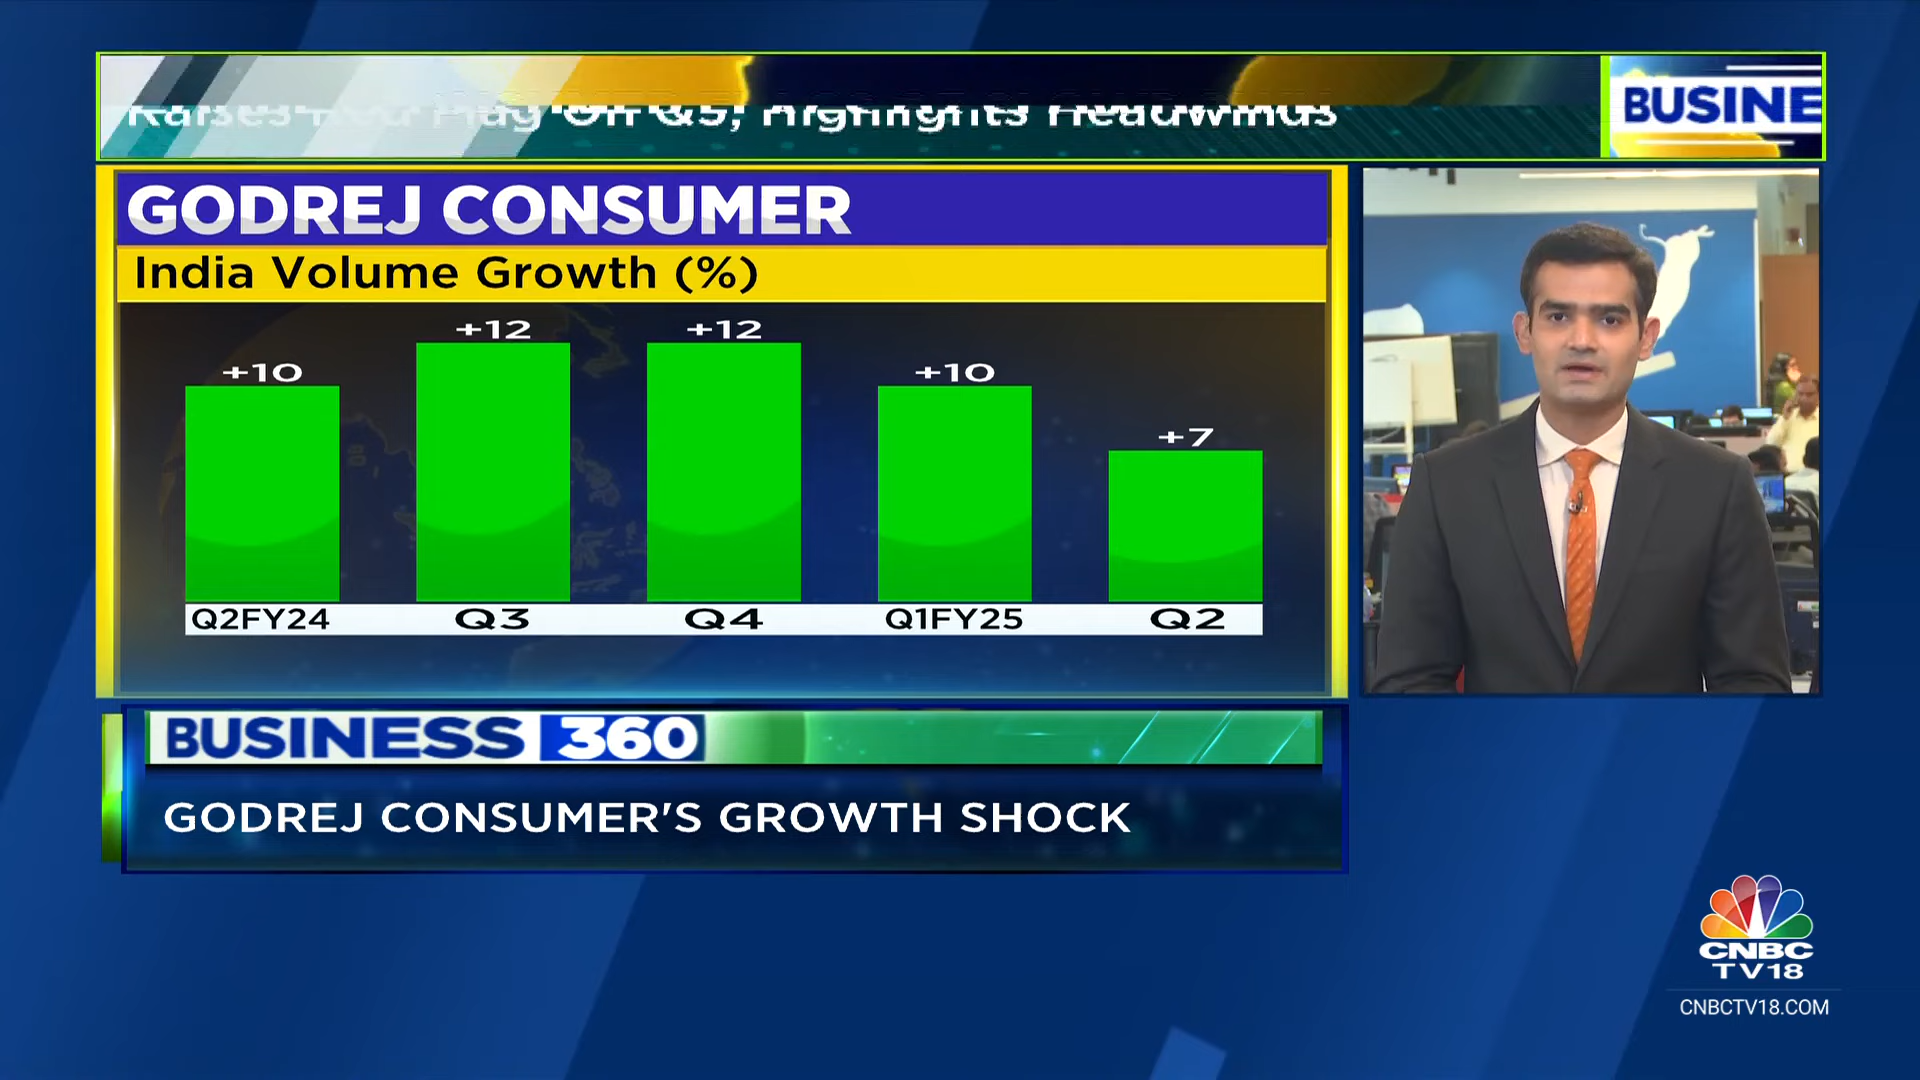 BUSINE
GODREJ CONSUMER
India Volume Growth (%)
+10 +12 +12 +10 +7
Q2FY24 Q3 Q4 Q1FY25 Q2
BUSINESS 360
GODREJ CONSUMER'S GROWTH SHOCK
CNBC
TV18
CNBCTV18.COM